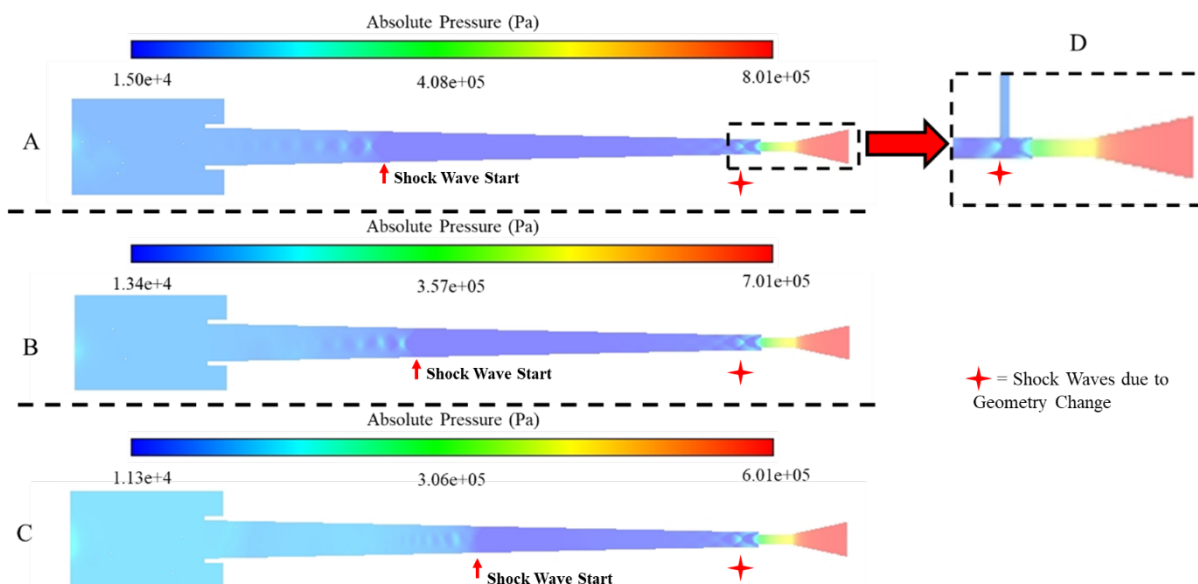 Absolute Pressure (Pa)
1.50e+4
4.08e+05
8.01e+05
D
A
Shock Wave Start
Absolute Pressure (Pa)
1.34e+4
3.57e+05
7.01e+05
B
Shock Wave Start
= Shock Waves due to
Geometry Change
Absolute Pressure (Pa)
1.13e+4
3.06e+05
6.01e+05
C
Shock Wave Start